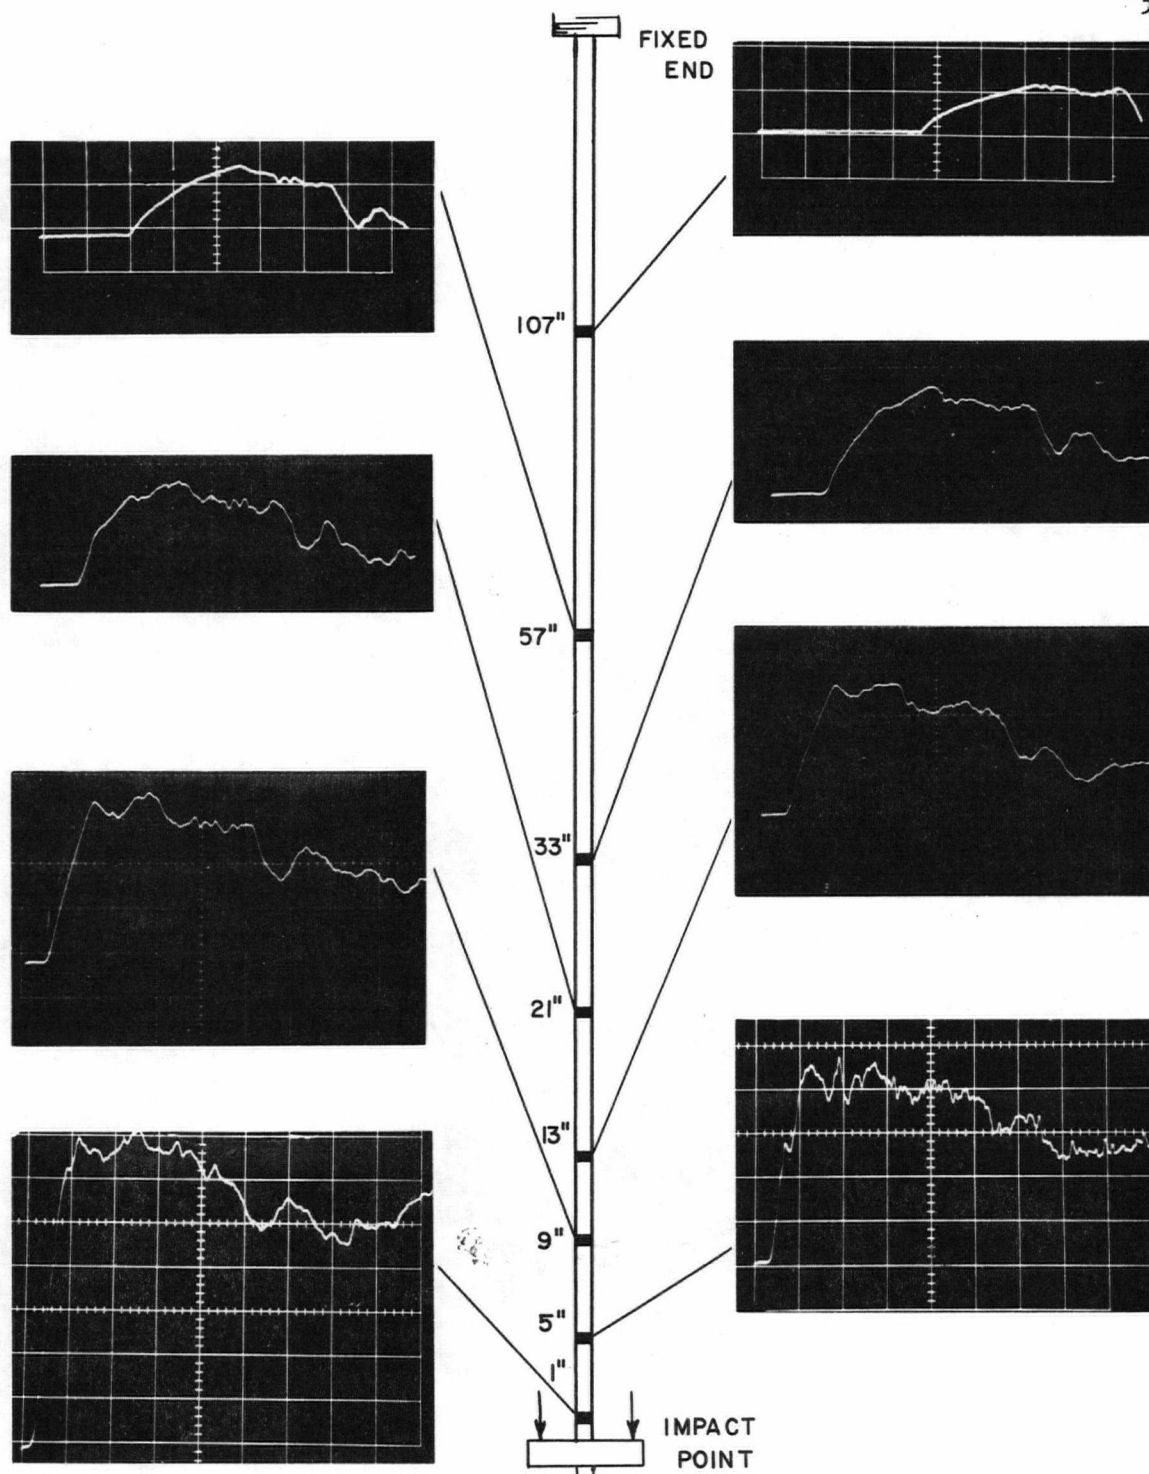 FIXED
END
107"
57"
33"
21"
13"
9"
5"
1"
IMPACT
POINT